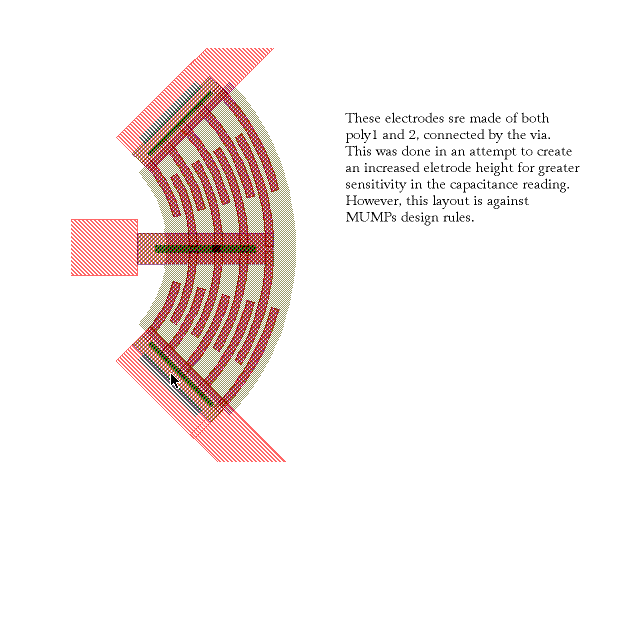 These electrodes sre made of both
poly1 and 2, connected by the via.
This was done in an attempt to create
an increased eletrode height for greater
sensitivity in the capacitance reading.
However, this layout is against
MUMPs design rules.